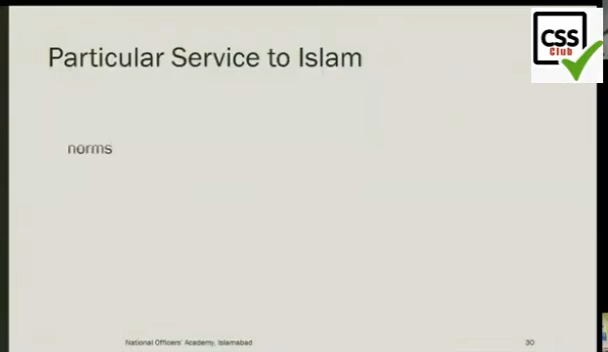 CSS
Club
Particular Service to Islam
norms
National Officers' Academy, Islamabad
30